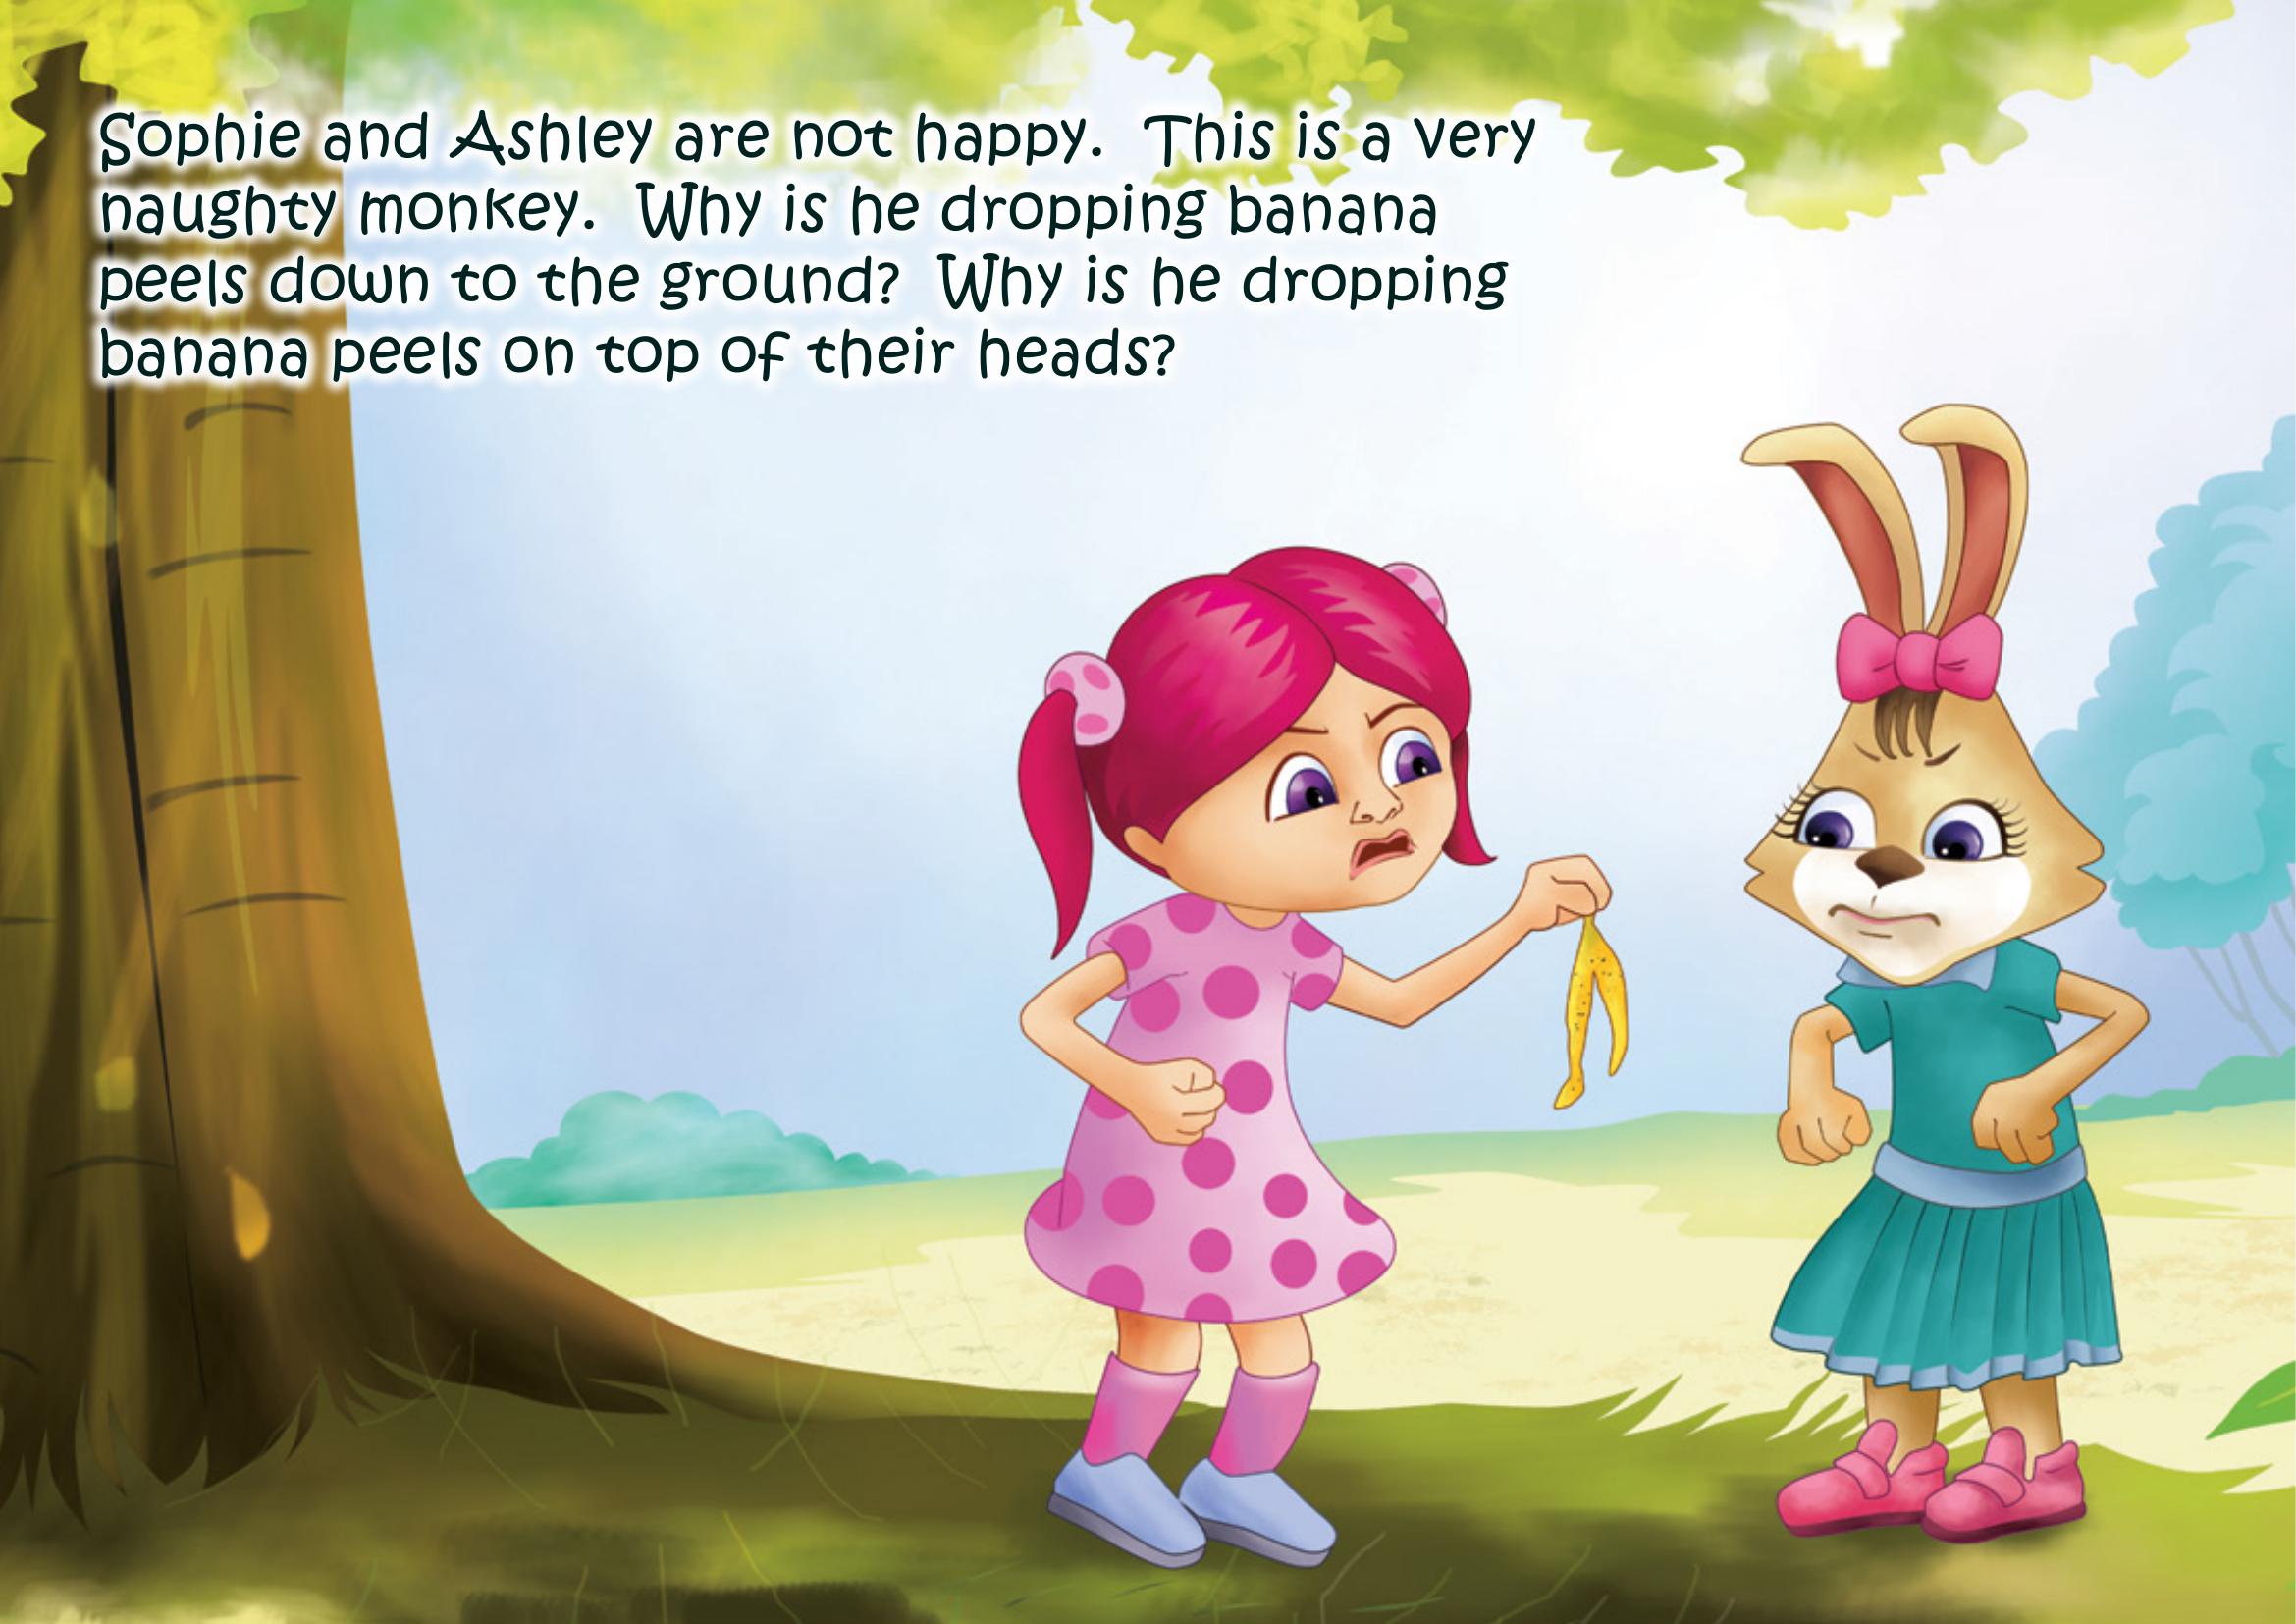 Sophie and Ashley are not happy.  This is a very
naughty monkey.  Why is he dropping banana
peels down to the ground?  Why is he dropping
banana peels on top of their heads?